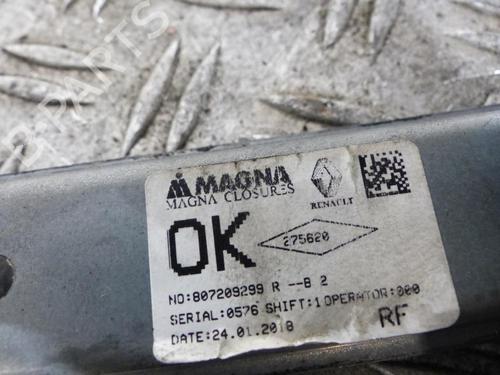 MAGNA
MAGNA CLOSURES
RENAULT
OK
275620
NO:807209299 R --B 2
SERIAL:0576 SHIFT:1 OPERATOR:000
DATE:24.01.2018
RF